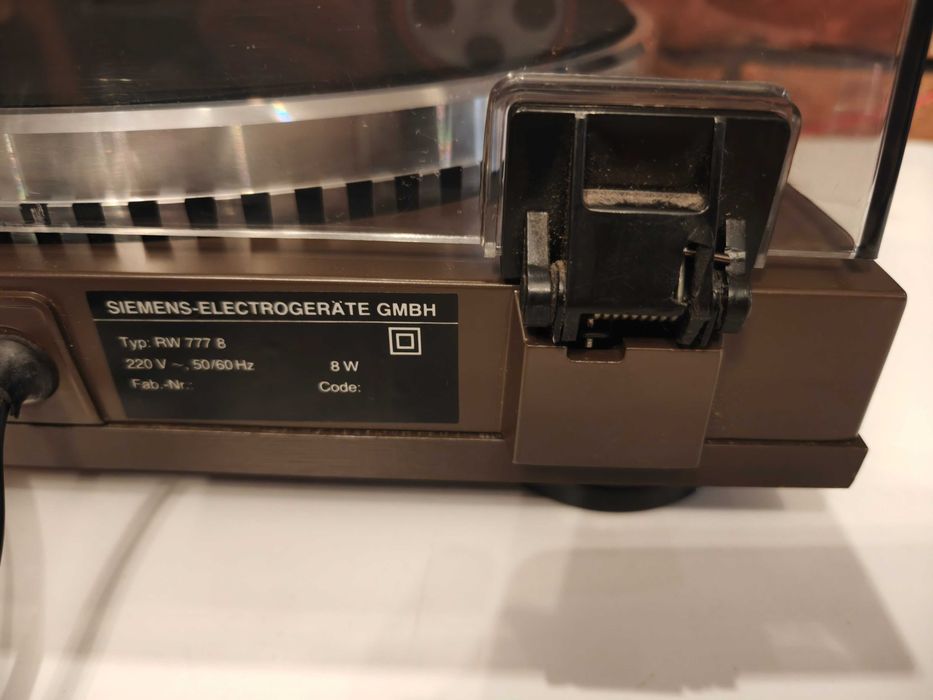 SIEMENS-ELECTROGERÄTE GMBH
Typ: RW 777 8
220 V ~, 50/60 Hz 8 W
Fab.-Nr.: Code: